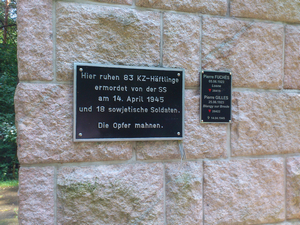 Hier ruhen 83 KZ-Häftlinge
ermordet von der SS
am 14. April 1945
und 18 sowjetische Soldaten.
Die Opfer mahnen.
Pierre FUCHES
Pierre GILLES